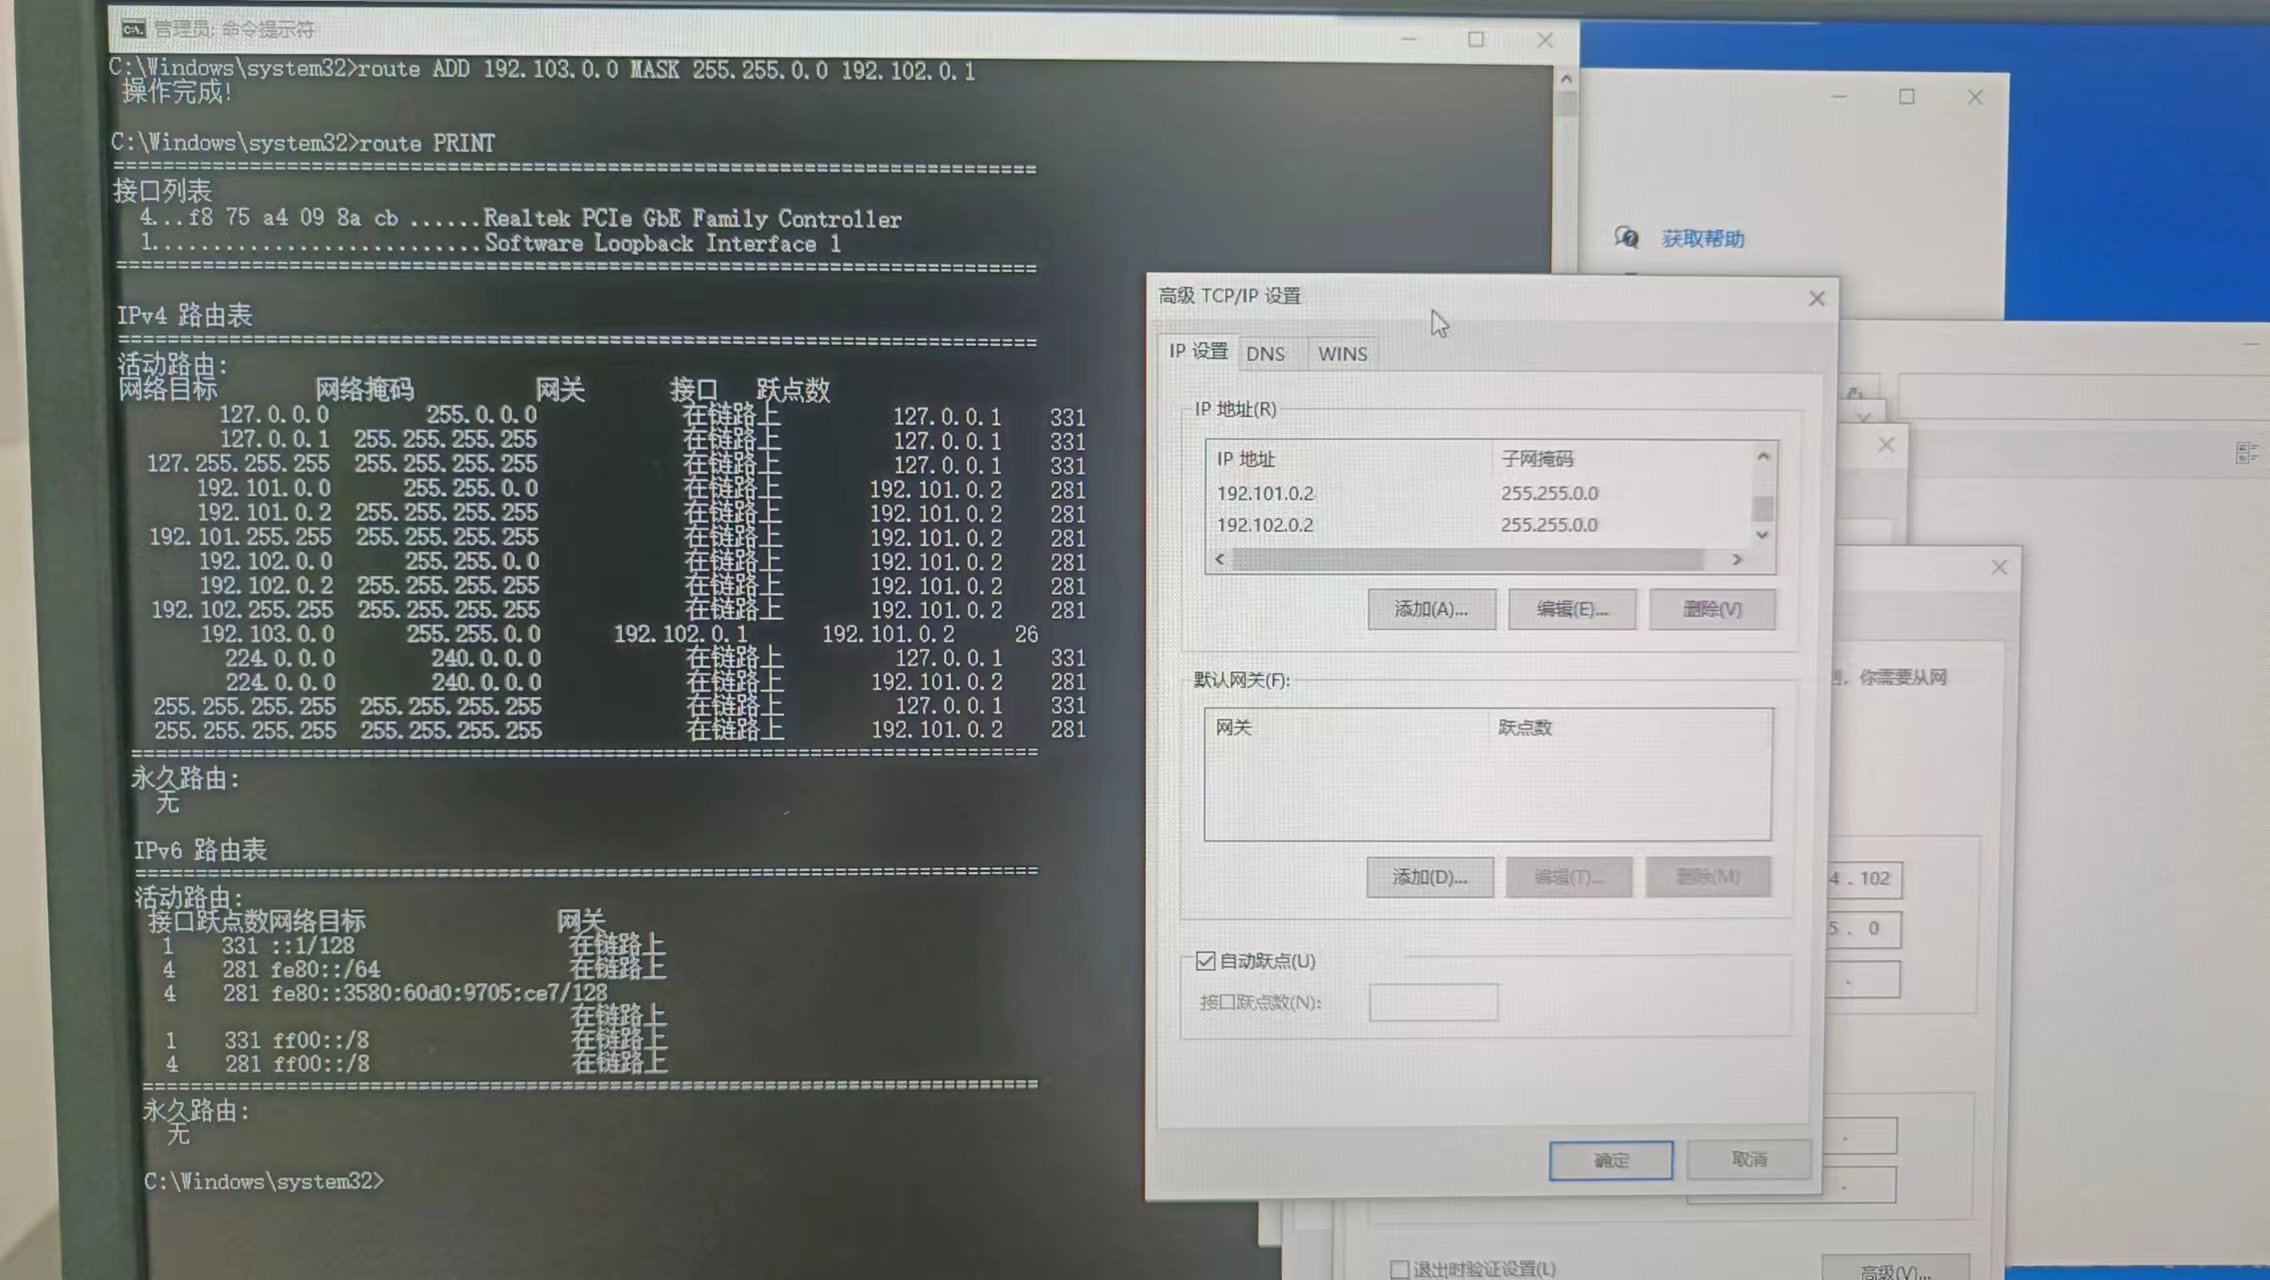 管理员: 命令提示符
C:\Windows\system32>route ADD 192.103.0.0 MASK 255.255.0.0 192.102.0.1
操作完成!
C:\Windows\system32>route PRINT
===========================================================================
接口列表
4...f8 75 a4 09 8a cb ......Realtek PCIe GbE Family Controller
1...........................Software Loopback Interface 1
===========================================================================
IPv4 路由表
===========================================================================
活动路由:
网络目标 网络掩码 网关 接口 跃点数
127.0.0.0 255.0.0.0 在链路上 127.0.0.1 331
127.0.0.1 255.255.255.255 在链路上 127.0.0.1 331
127.255.255.255 255.255.255.255 在链路上 127.0.0.1 331
192.101.0.0 255.255.0.0 在链路上 192.101.0.2 281
192.101.0.2 255.255.255.255 在链路上 192.101.0.2 281
192.101.255.255 255.255.255.255 在链路上 192.101.0.2 281
192.102.0.0 255.255.0.0 在链路上 192.101.0.2 281
192.102.0.2 255.255.255.255 在链路上 192.101.0.2 281
192.102.255.255 255.255.255.255 在链路上 192.101.0.2 281
192.103.0.0 255.255.0.0 192.102.0.1 192.101.0.2 26
224.0.0.0 240.0.0.0 在链路上 127.0.0.1 331
224.0.0.0 240.0.0.0 在链路上 192.101.0.2 281
255.255.255.255 255.255.255.255 在链路上 127.0.0.1 331
255.255.255.255 255.255.255.255 在链路上 192.101.0.2 281
===========================================================================
永久路由:
无
IPv6 路由表
===========================================================================
活动路由:
接口跃点数网络目标 网关
1 331 ::1/128 在链路上
4 281 fe80::/64 在链路上
4 281 fe80::3580:60d0:9705:ce7/128
在链路上
1 331 ff00::/8 在链路上
4 281 ff00::/8 在链路上
===========================================================================
永久路由:
无
C:\Windows\system32>
获取帮助
高级 TCP/IP 设置
IP 设置 DNS WINS
IP 地址(R)
IP 地址 子网掩码
192.101.0.2 255.255.0.0
192.102.0.2 255.255.0.0
添加(A)... 编辑(E)... 删除(V)
默认网关(F):
网关 跃点数
添加(D)... 编辑(T)... 删除(M)
自动跃点(U)
接口跃点数(N):
确定 取消
，你需要从网
4 . 102
5 . 0
退出时验证设置(L)
高级(V)...